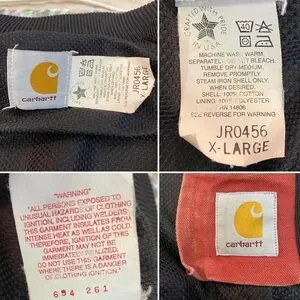 carhartt
JR0456
X-LARGE
CRAFTED WITH PRIDE
IN U.S.A.
MACHINE WASH WARM
SEPARATELY. DO NOT BLEACH.
TUMBLE DRY MEDIUM.
REMOVE PROMPTLY.
STEAM IRON SHELL ONLY
WHEN DESIRED.
SHELL: 100% COTTON
LINING: 100% POLYESTER
RN 14806
SEE REVERSE FOR WARNING.
JR0456
X-LARGE
"WARNING"
"ALL PERSONS EXPOSED TO
UNUSUAL HAZARDS OF CLOTHING
IGNITION, INCLUDING WELDERS,
THIS GARMENT INSULATES FROM
INTENSE HEAT AS WELL AS COLD.
THEREFORE, IGNITION OF THIS
GARMENT MAY NOT BE
IMMEDIATELY REALIZED.
DO NOT USE THIS GARMENT
WHERE THERE IS A DANGER
OF CLOTHING IGNITION."
654 261
carhartt